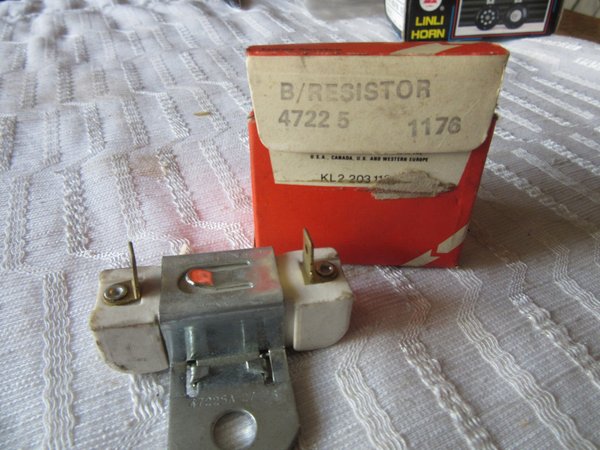 LINLI
HORN
B/RESISTOR
4722 5 1176
U.S.A., CANADA, U.K. AND WESTERN EUROPE
KL 2 203